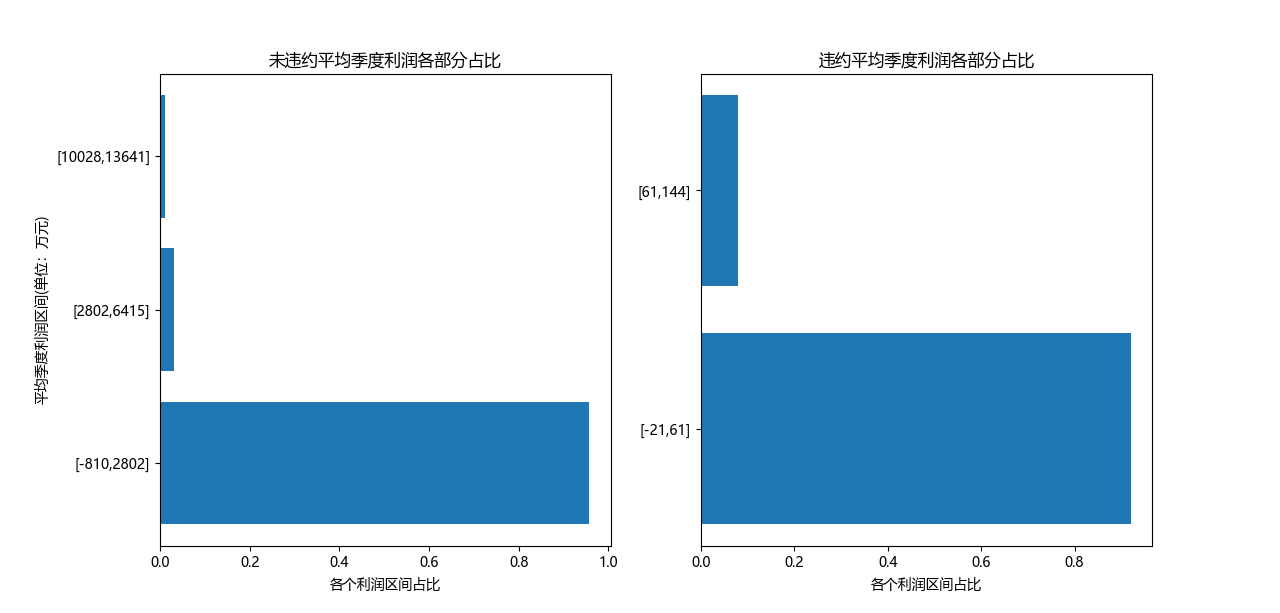 未违约平均季度利润各部分占比
平均季度利润区间(单位：万元)
[10028,13641]
[2802,6415]
[-810,2802]
0.0 0.2 0.4 0.6 0.8 1.0
各个利润区间占比
违约平均季度利润各部分占比
[61,144]
[-21,61]
0.0 0.2 0.4 0.6 0.8
各个利润区间占比